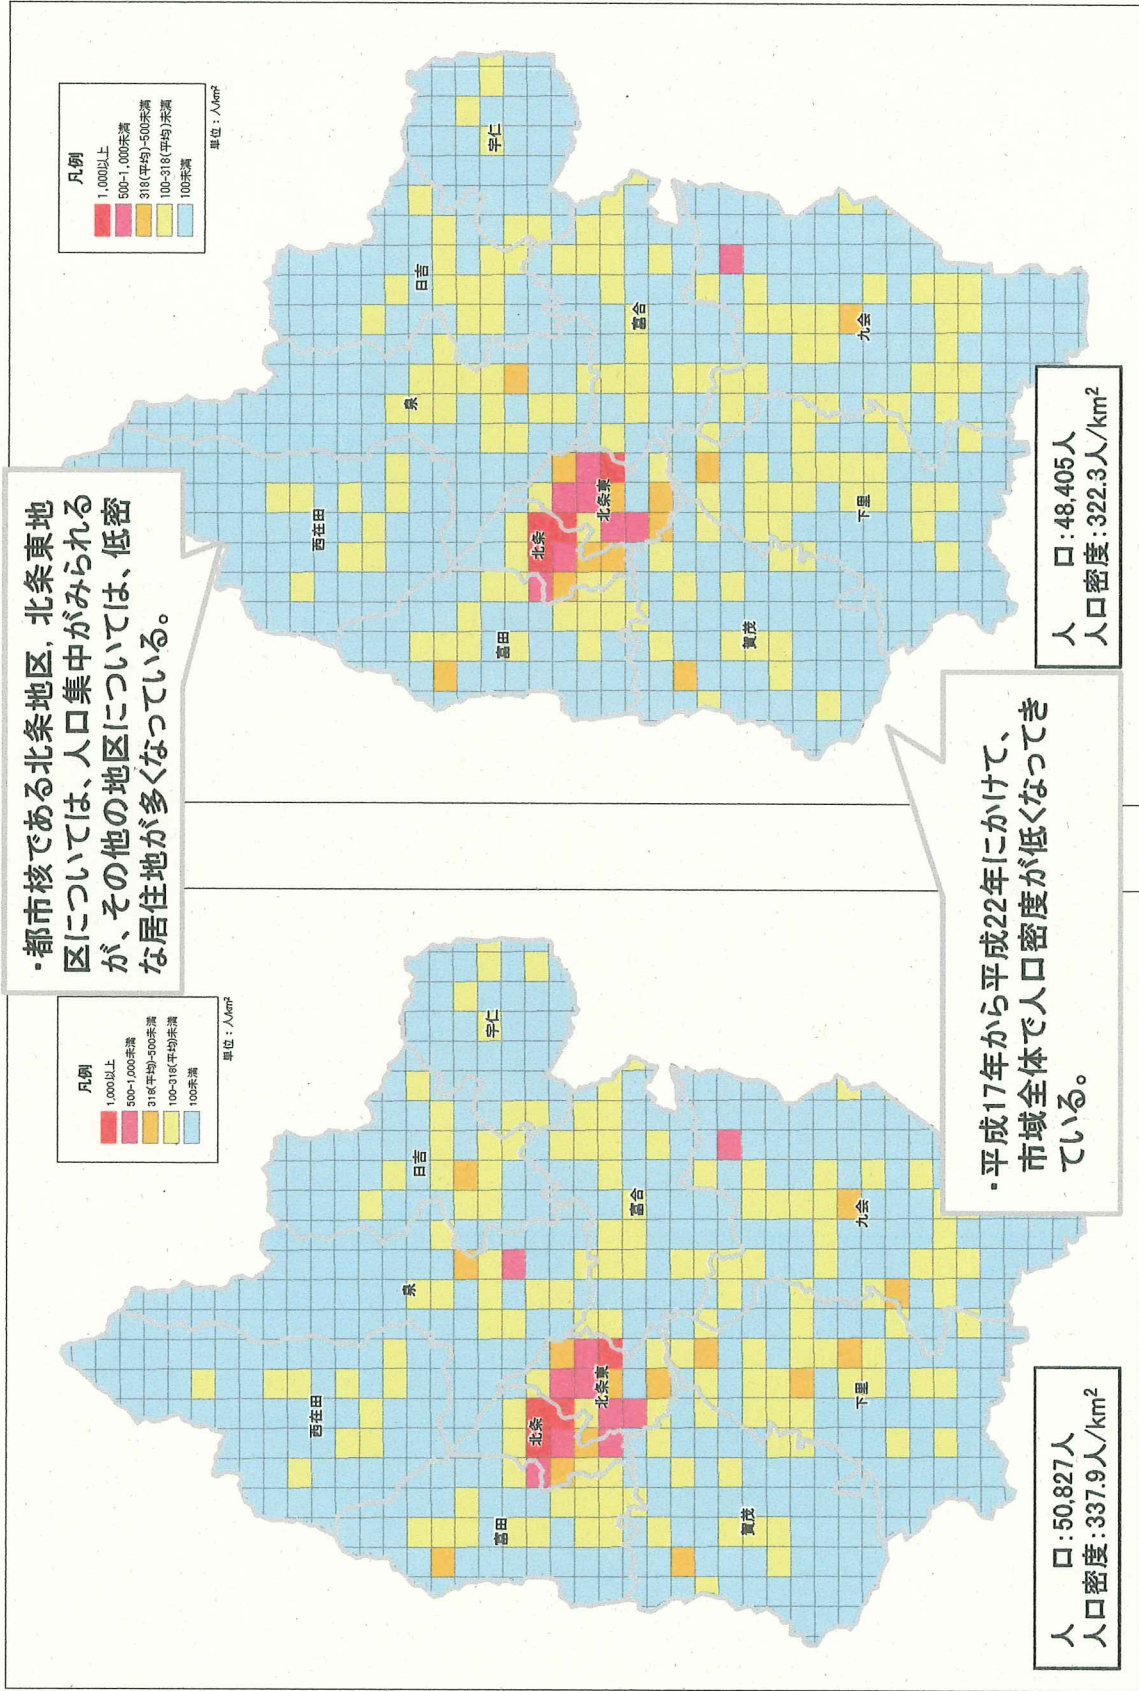 ・都市核である北条地区,北条東地
区については、人口集中がみられる
が、その他の地区については、低密
な居住地が多くなっている。
凡例
1,000以上
500-1,000未満
318(平均)-500未満
100-318(平均)未満
100未満
単位:人/km²
西在田
泉
日吉
宇仁
富田
北条
北条東
富合
賀茂
下里
九会
人　　口:50,827人
人口密度:337.9人/km²
凡例
1,000以上
500-1,000未満
318(平均)-500未満
100-318(平均)未満
100未満
単位:人/km²
西在田
泉
日吉
宇仁
富田
北条
北条東
富合
賀茂
下里
九会
・平成17年から平成22年にかけて、
市域全体で人口密度が低くなってき
ている。
人　　口:48,405人
人口密度:322.3人/km²